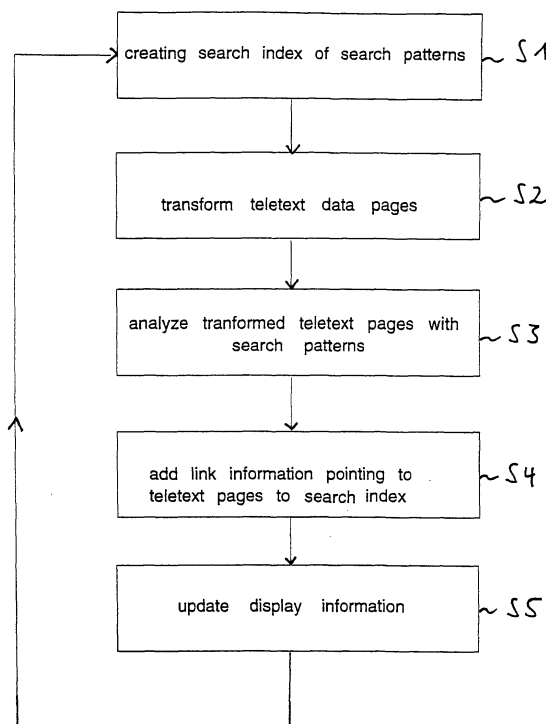 creating search index of search patterns
S1
transform teletext data pages
S2
analyze tranformed teletext pages with
search patterns
S3
add link information pointing to
teletext pages to search index
S4
update display information
S5